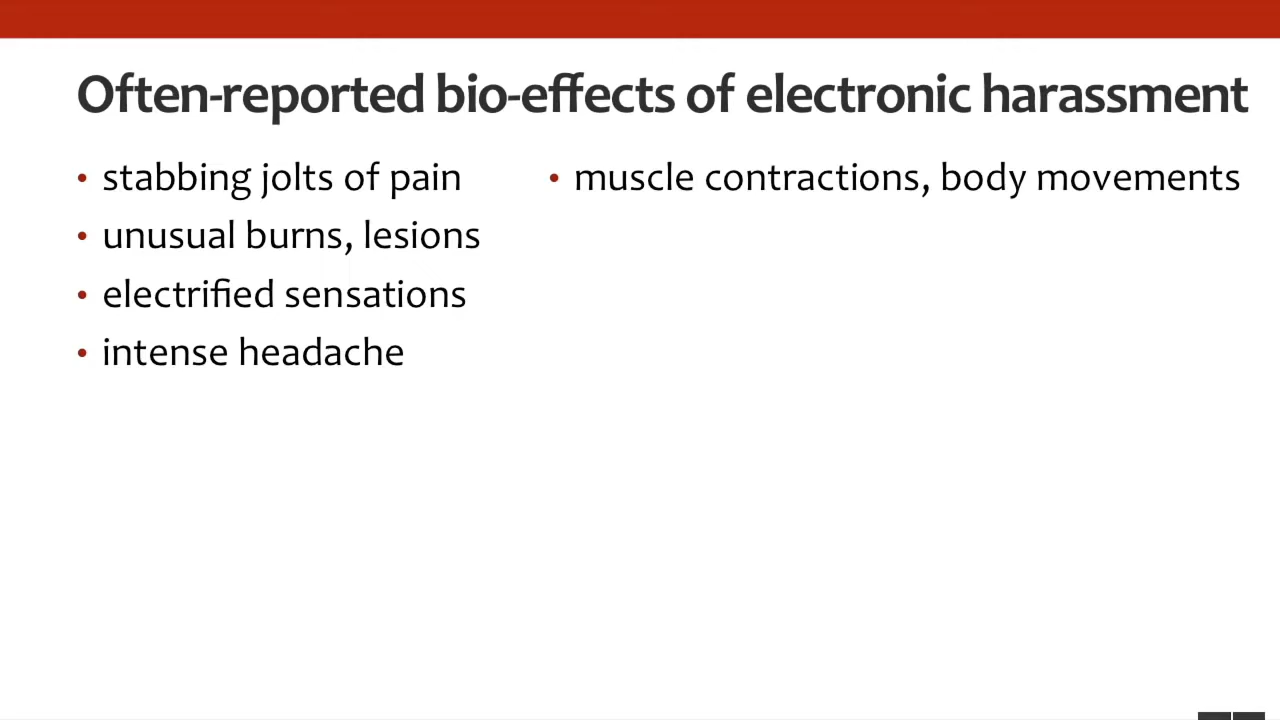 Often-reported bio-effects of electronic harassment
• stabbing jolts of pain
• unusual burns, lesions
• electrified sensations
• intense headache
• muscle contractions, body movements